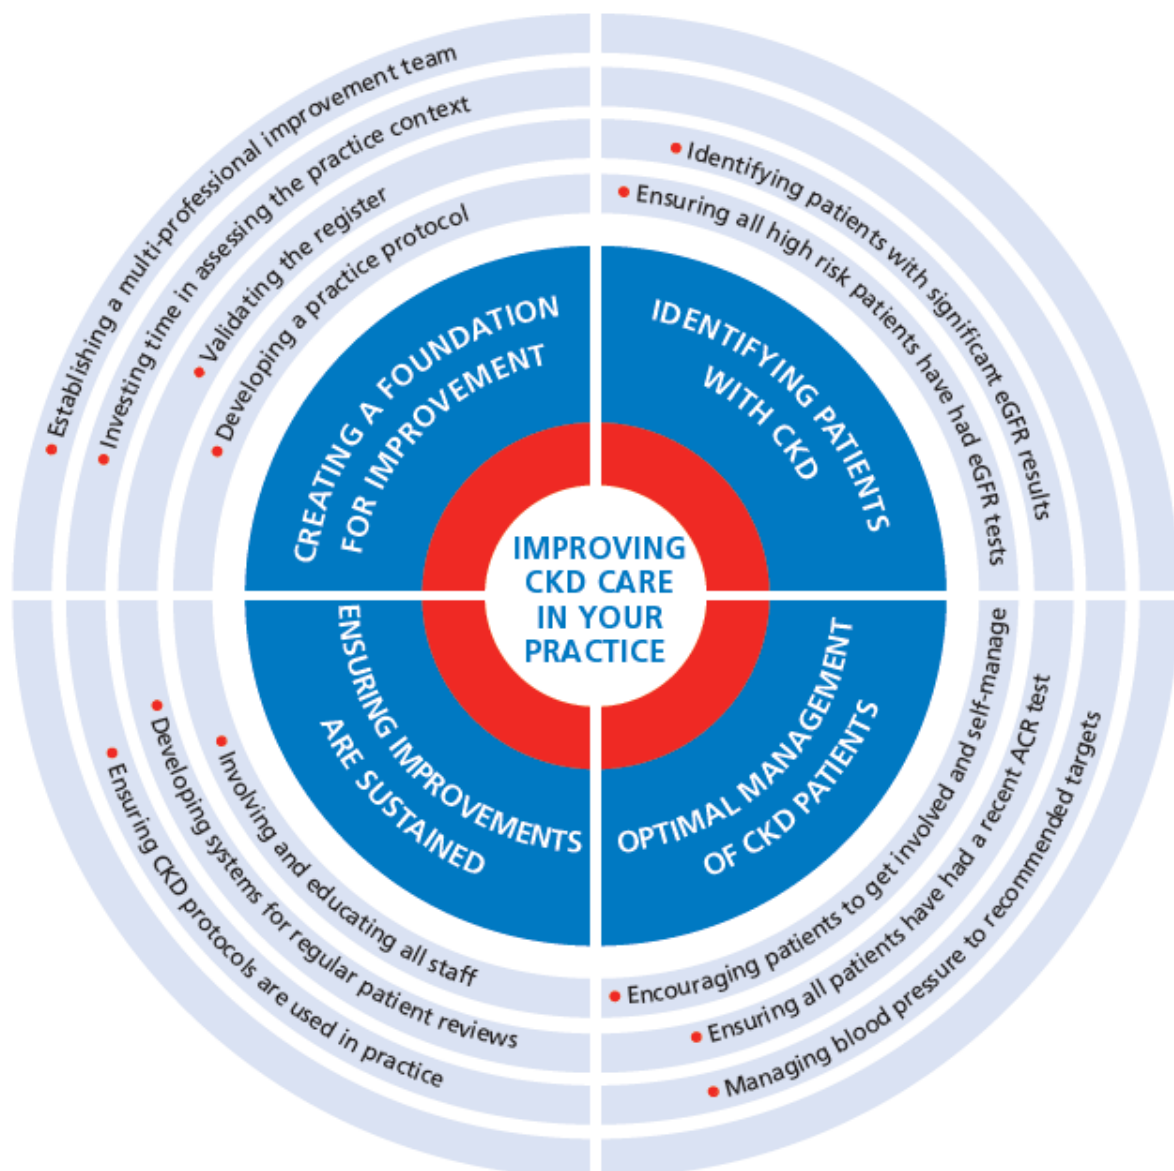 • Establishing a multi-professional improvement team
• Investing time in assessing the practice context
• Validating the register
• Developing a practice protocol
CREATING A FOUNDATION
FOR IMPROVEMENT
• Identifying patients with significant eGFR results
• Ensuring all high risk patients have had eGFR tests
IDENTIFYING PATIENTS
WITH CKD
IMPROVING
CKD CARE
IN YOUR
PRACTICE
ENSURING IMPROVEMENTS
ARE SUSTAINED
• Involving and educating all staff
• Developing systems for regular patient reviews
• Ensuring CKD protocols are used in practice
OPTIMAL MANAGEMENT
OF CKD PATIENTS
• Encouraging patients to get involved and self-manage
• Ensuring all patients have had a recent ACR test
• Managing blood pressure to recommended targets